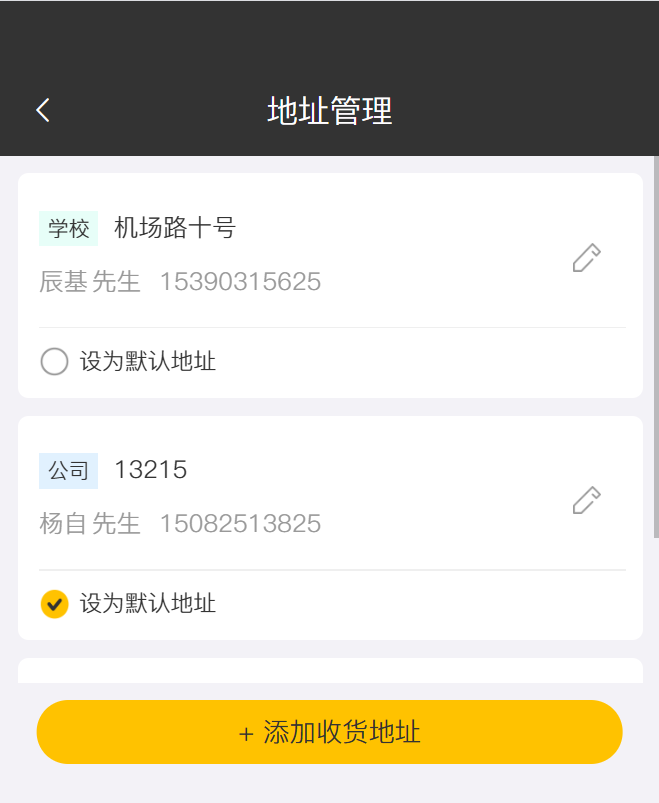 地址管理
学校 机场路十号
辰基 先生 15390315625
设为默认地址
公司 13215
杨自 先生 15082513825
设为默认地址
+ 添加收货地址